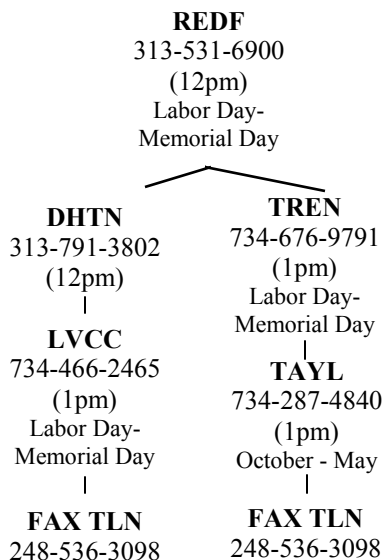 REDF
313-531-6900
(12pm)
Labor Day-
Memorial Day
DHTN
313-791-3802
(12pm)
LVCC
734-466-2465
(1pm)
Labor Day-
Memorial Day
FAX TLN
248-536-3098
TREN
734-676-9791
(1pm)
Labor Day-
Memorial Day
TAYL
734-287-4840
(1pm)
October - May
FAX TLN
248-536-3098